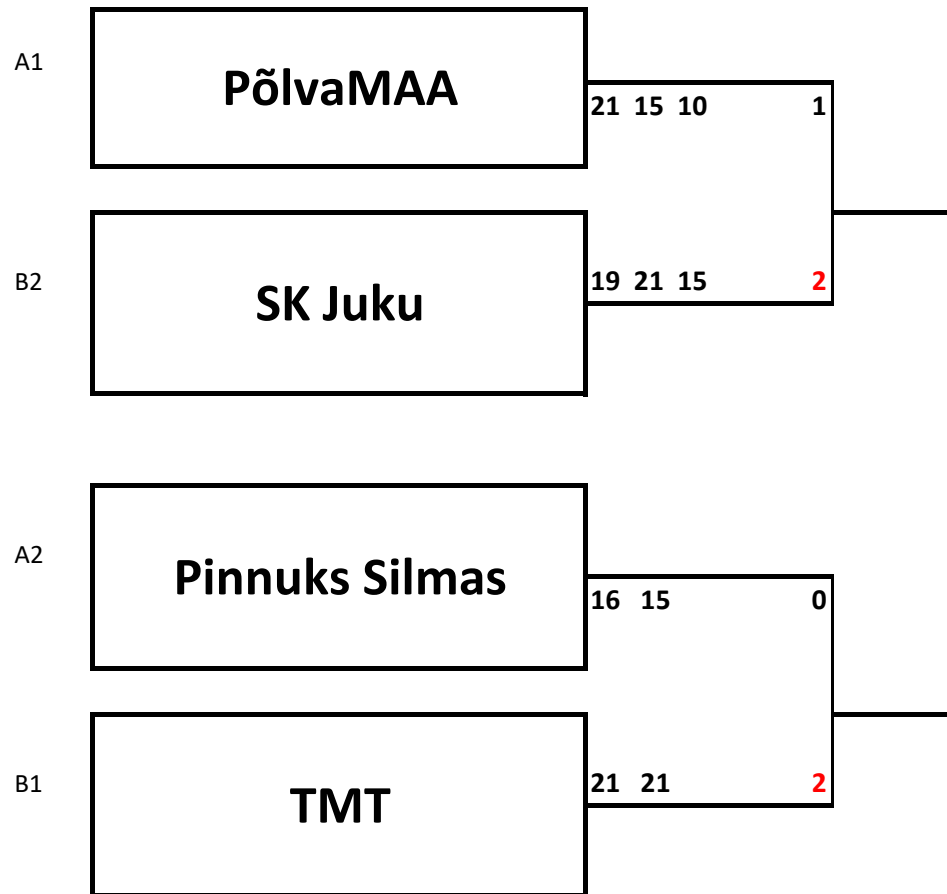 A1
PõlvaMAA
21 15 10 1
B2
SK Juku
19 21 15 2
A2
Pinnuks Silmas
16 15 0
B1
TMT
21 21 2